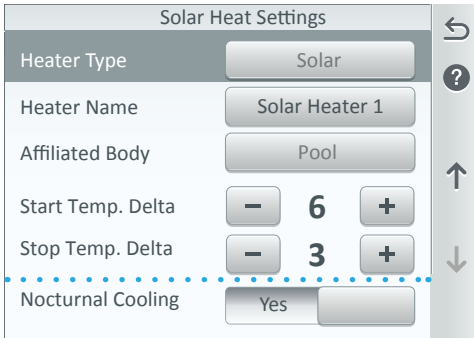 Solar Heat Settings
Heater Type Solar
Heater Name Solar Heater 1
Affiliated Body Pool
Start Temp. Delta − 6 +
Stop Temp. Delta − 3 +
Nocturnal Cooling Yes
?